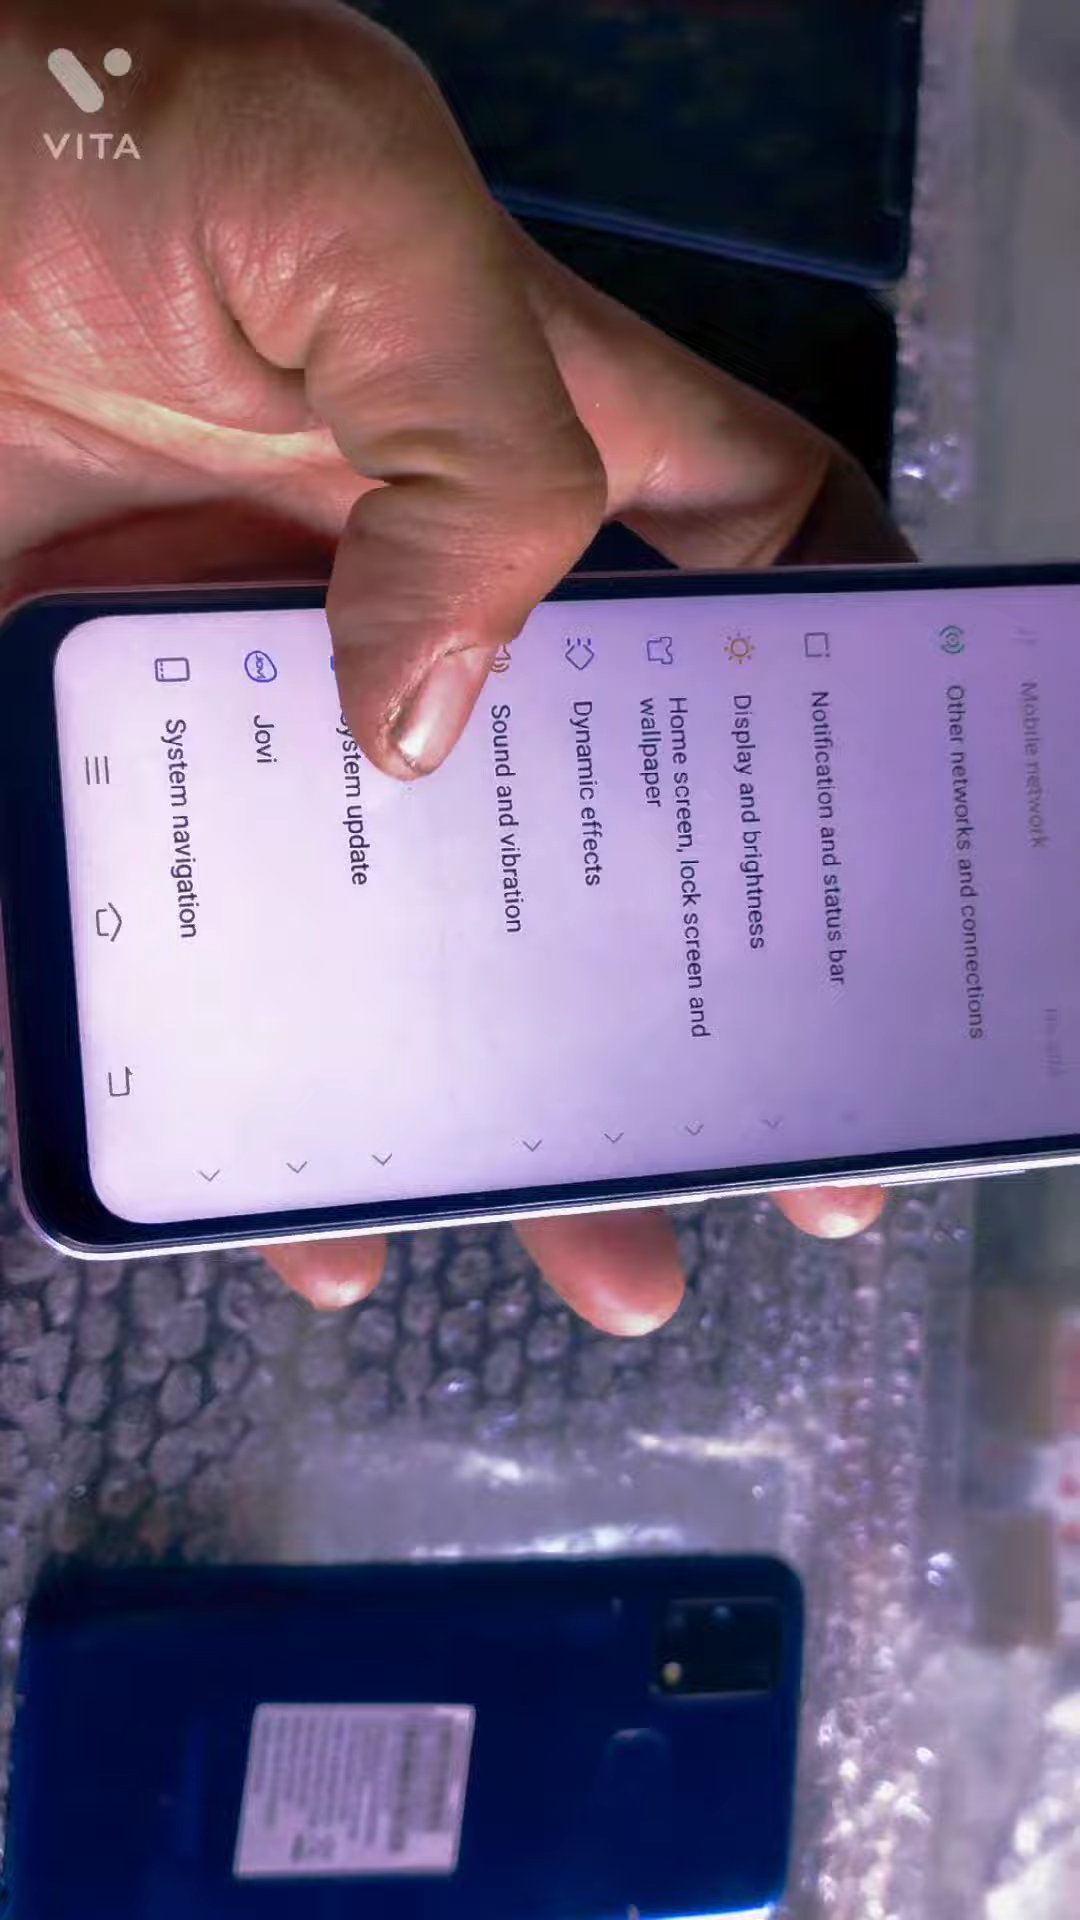 VITA
Mobile network
Other networks and connections
Notification and status bar
Display and brightness
Home screen, lock screen and
wallpaper
Dynamic effects
Sound and vibration
System update
Jovi
System navigation